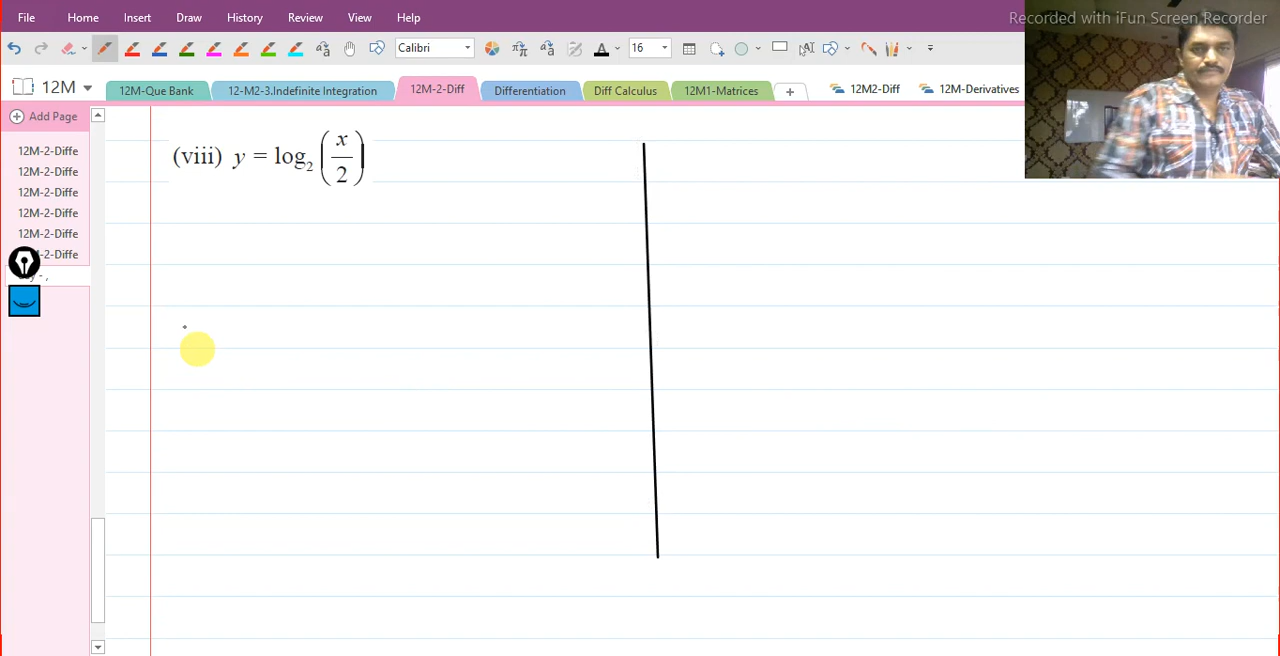 File Home Insert Draw History Review View Help
Recorded with iFun Screen Recorder
Calibri 16
12M 12M-Que Bank 12-M2-3.Indefinite Integration 12M-2-Diff Differentiation Diff Calculus 12M1-Matrices 12M2-Diff 12M-Derivatives
Add Page
12M-2-Diffe
12M-2-Diffe
12M-2-Diffe
12M-2-Diffe
12M-2-Diffe
-2-Diffe
(viii) y = log₂ (x/2)